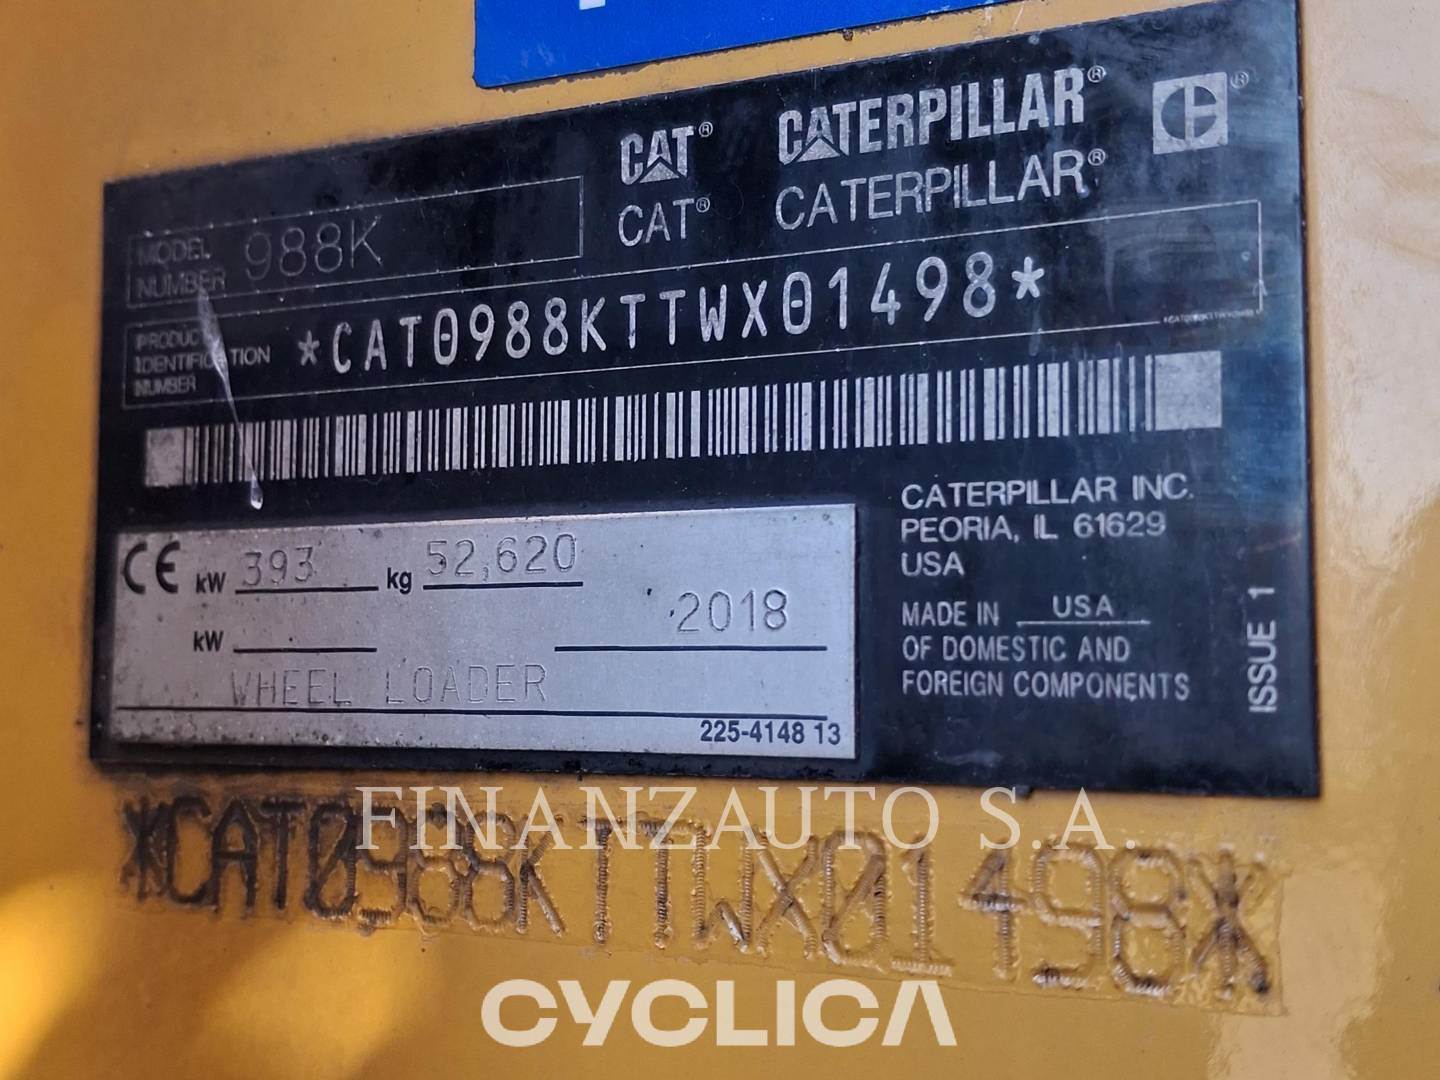 CAT® CATERPILLAR®
CAT® CATERPILLAR®
MODEL NUMBER 988K
PRODUCT IDENTIFICATION NUMBER *CAT0988KTTWX01498*
CE kW 393 kg 52,620
kW 2018
WHEEL LOADER
225-4148 13
CATERPILLAR INC.
PEORIA, IL 61629
USA
MADE IN USA
OF DOMESTIC AND
FOREIGN COMPONENTS
ISSUE 1
FINANZAUTO S.A.
*CAT0988KTTWX01498*
CYCLICA